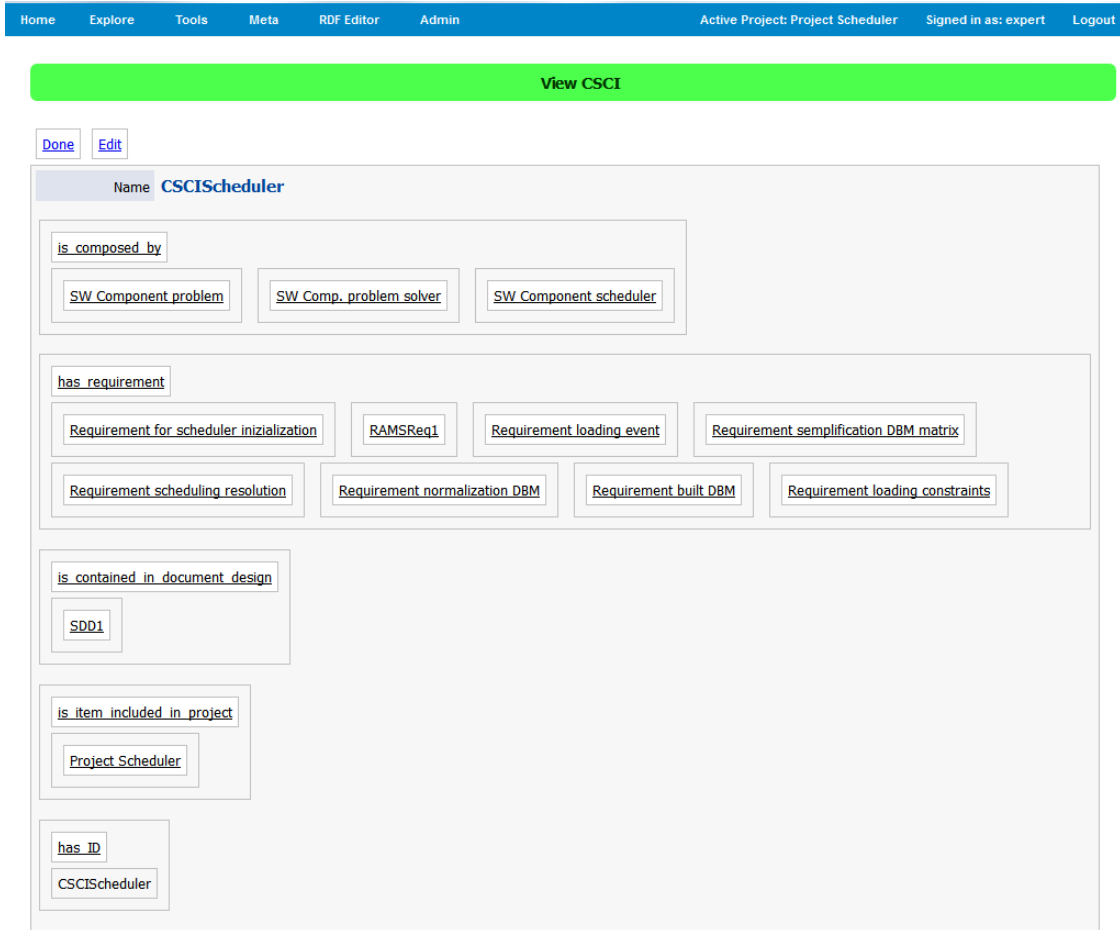 Home Explore Tools Meta RDF Editor Admin Active Project: Project Scheduler Signed in as: expert Logout
View CSCI
Done Edit
Name CSCIScheduler
is_composed_by
SW Component problem SW Comp. problem solver SW Component scheduler
has_requirement
Requirement for scheduler inizialization RAMSReq1 Requirement loading event Requirement semplification DBM matrix
Requirement scheduling resolution Requirement normalization DBM Requirement built DBM Requirement loading constraints
is_contained_in_document_design
SDD1
is_item_included_in_project
Project Scheduler
has_ID
CSCIScheduler